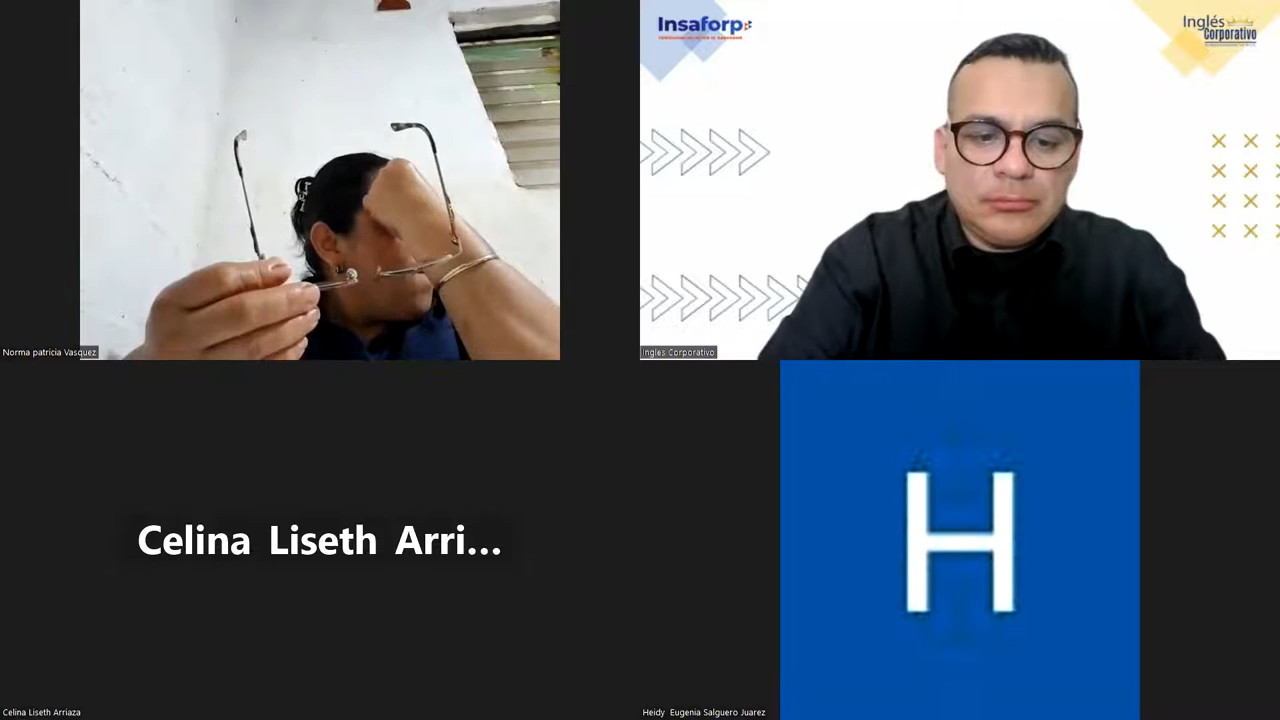 Insaforp
Inglés
Corporativo
Norma patricia Vasquez
Ingles Corporativo
Celina Liseth Arri...
H
Celina Liseth Arriaza
Heidy Eugenia Salguero Juarez